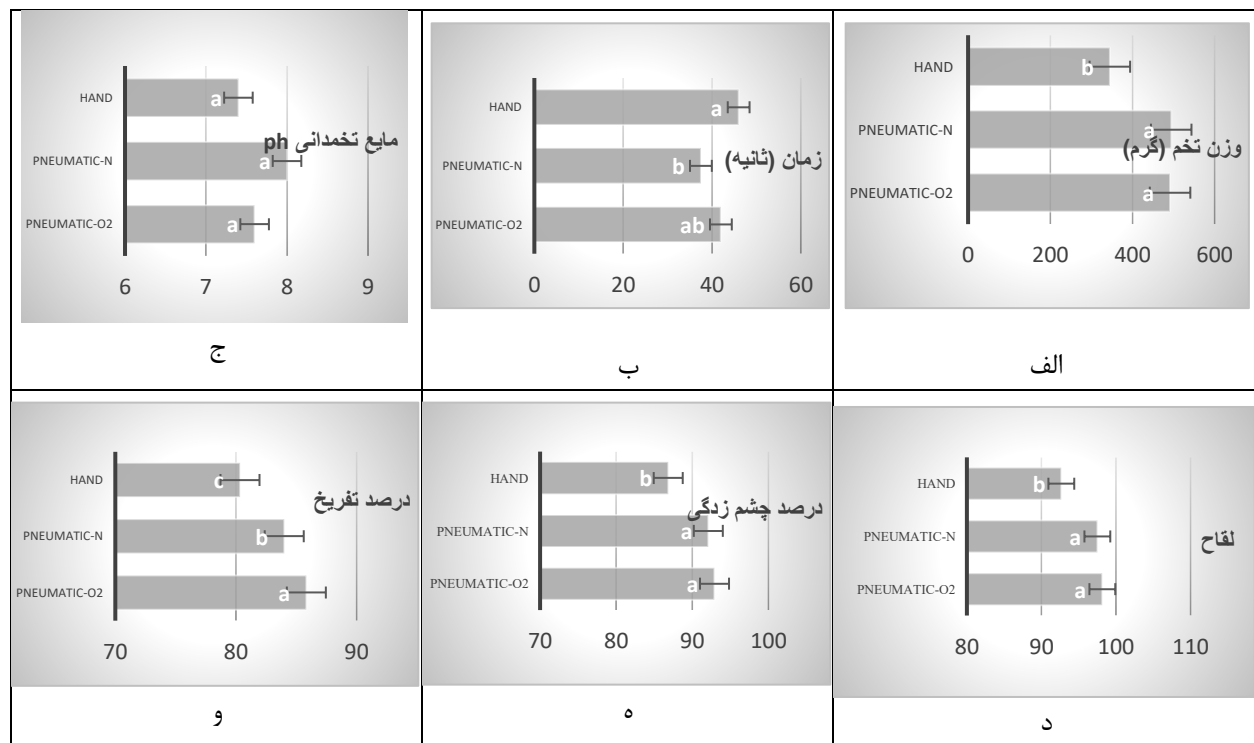 HAND
PNEUMATIC-N
PNEUMATIC-O2
b
a
a
وزن تخم (گرم)
0 200 400 600
الف
HAND
PNEUMATIC-N
PNEUMATIC-O2
a
b
ab
زمان (ثانیه)
0 20 40 60
ب
HAND
PNEUMATIC-N
PNEUMATIC-O2
a
a
a
مایع تخمدانی ph
6 7 8 9
ج
HAND
PNEUMATIC-N
PNEUMATIC-O2
b
a
a
لقاح
80 90 100 110
د
HAND
PNEUMATIC-N
PNEUMATIC-O2
b
a
a
درصد چشم زدگی
70 80 90 100
ه
HAND
PNEUMATIC-N
PNEUMATIC-O2
c
b
a
درصد تفریخ
70 80 90
و